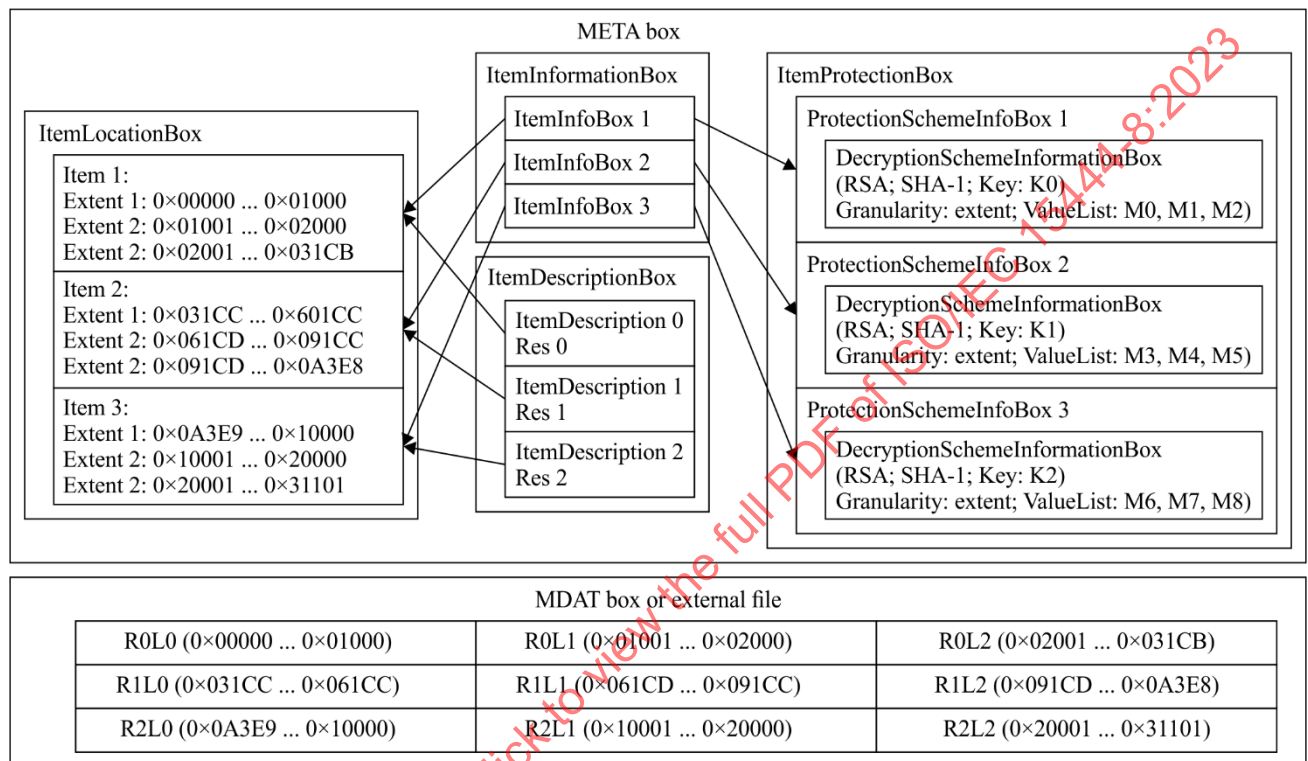 META box
ItemLocationBox
Item 1:
Extent 1: 0×00000 ... 0×01000
Extent 2: 0×01001 ... 0×02000
Extent 2: 0×02001 ... 0×031CB
Item 2:
Extent 1: 0×031CC ... 0×601CC
Extent 2: 0×061CD ... 0×091CC
Extent 2: 0×091CD ... 0×0A3E8
Item 3:
Extent 1: 0×0A3E9 ... 0×10000
Extent 2: 0×10001 ... 0×20000
Extent 2: 0×20001 ... 0×31101
ItemInformationBox
ItemInfoBox 1
ItemInfoBox 2
ItemInfoBox 3
ItemDescriptionBox
ItemDescription 0
Res 0
ItemDescription 1
Res 1
ItemDescription 2
Res 2
ItemProtectionBox
ProtectionSchemeInfoBox 1
DecryptionSchemeInformationBox
(RSA; SHA-1; Key: K0)
Granularity: extent; ValueList: M0, M1, M2)
ProtectionSchemeInfoBox 2
DecryptionSchemeInformationBox
(RSA; SHA-1; Key: K1)
Granularity: extent; ValueList: M3, M4, M5)
ProtectionSchemeInfoBox 3
DecryptionSchemeInformationBox
(RSA; SHA-1; Key: K2)
Granularity: extent; ValueList: M6, M7, M8)
MDAT box or external file
R0L0 (0×00000 ... 0×01000)
R0L1 (0×01001 ... 0×02000)
R0L2 (0×02001 ... 0×031CB)
R1L0 (0×031CC ... 0×061CC)
R1L1 (0×061CD ... 0×091CC)
R1L2 (0×091CD ... 0×0A3E8)
R2L0 (0×0A3E9 ... 0×10000)
R2L1 (0×10001 ... 0×20000)
R2L2 (0×20001 ... 0×31101)
to view the full PDF of ISO/IEC 15444-8:2023